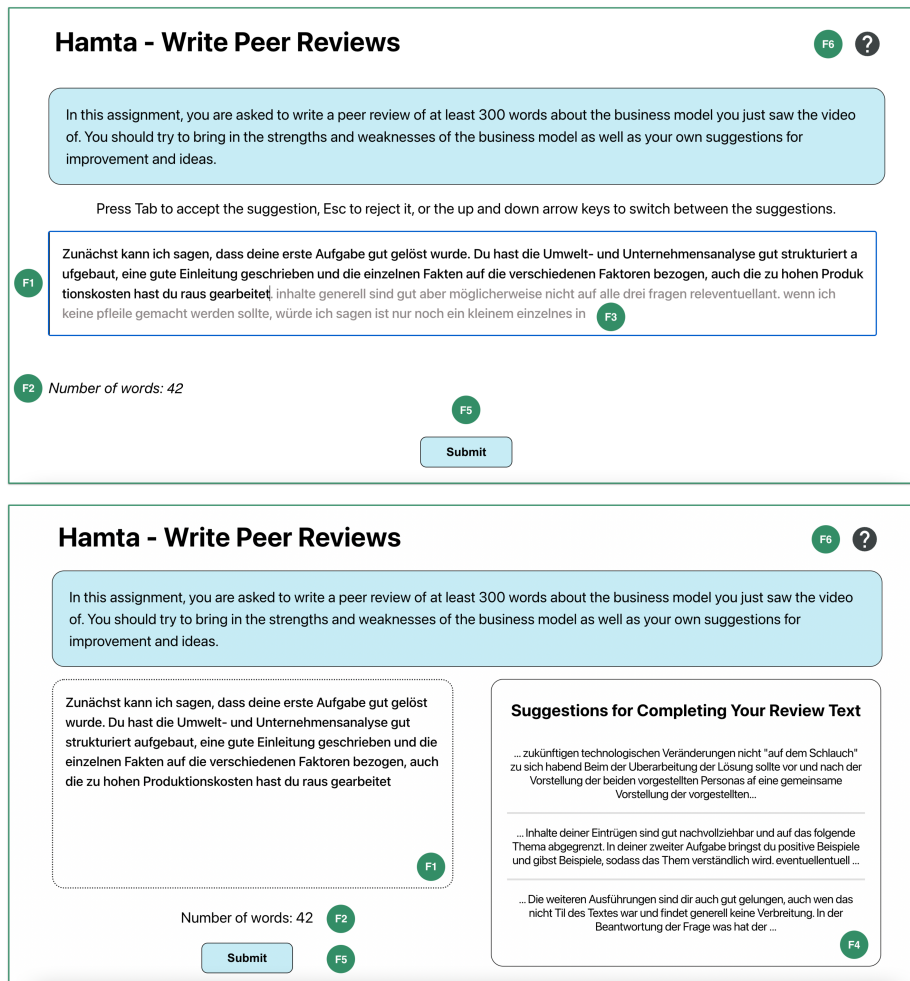 Hamta - Write Peer Reviews
F6
?
In this assignment, you are asked to write a peer review of at least 300 words about the business model you just saw the video
of. You should try to bring in the strengths and weaknesses of the business model as well as your own suggestions for
improvement and ideas.
Press Tab to accept the suggestion, Esc to reject it, or the up and down arrow keys to switch between the suggestions.
Zunächst kann ich sagen, dass deine erste Aufgabe gut gelöst wurde. Du hast die Umwelt- und Unternehmensanalyse gut strukturiert a
ufgebaut, eine gute Einleitung geschrieben und die einzelnen Fakten auf die verschiedenen Faktoren bezogen, auch die zu hohen Produk
F1
tionskosten hast du raus gearbeitet. inhalte generell sind gut aber möglicherweise nicht auf alle drei fragen releventuellant. wenn ich
keine pfleile gemacht werden sollte, würde ich sagen ist nur noch ein kleinem einzelnes in
F3
F2
Number of words: 42
F5
Submit
Hamta - Write Peer Reviews
F6
?
In this assignment, you are asked to write a peer review of at least 300 words about the business model you just saw the video
of. You should try to bring in the strengths and weaknesses of the business model as well as your own suggestions for
improvement and ideas.
Zunächst kann ich sagen, dass deine erste Aufgabe gut gelöst
wurde. Du hast die Umwelt- und Unternehmensanalyse gut
strukturiert aufgebaut, eine gute Einleitung geschrieben und die
einzelnen Fakten auf die verschiedenen Faktoren bezogen, auch
die zu hohen Produktionskosten hast du raus gearbeitet
F1
Number of words: 42
F2
Submit
F5
Suggestions for Completing Your Review Text
... zukünftigen technologischen Veränderungen nicht "auf dem Schlauch"
zu sich habend Beim der Uberarbeitung der Lösung sollte vor und nach der
Vorstellung der beiden vorgestellten Personas af eine gemeinsame
Vorstellung der vorgestellten...
... Inhalte deiner Eintrügen sind gut nachvollziehbar und auf das folgende
Thema abgegrenzt. In deiner zweiter Aufgabe bringst du positive Beispiele
und gibst Beispiele, sodass das Them verständlich wird. eventuellentuell ...
... Die weiteren Ausführungen sind dir auch gut gelungen, auch wen das
nicht Til des Textes war und findet generell keine Verbreitung. In der
Beantwortung der Frage was hat der ...
F4